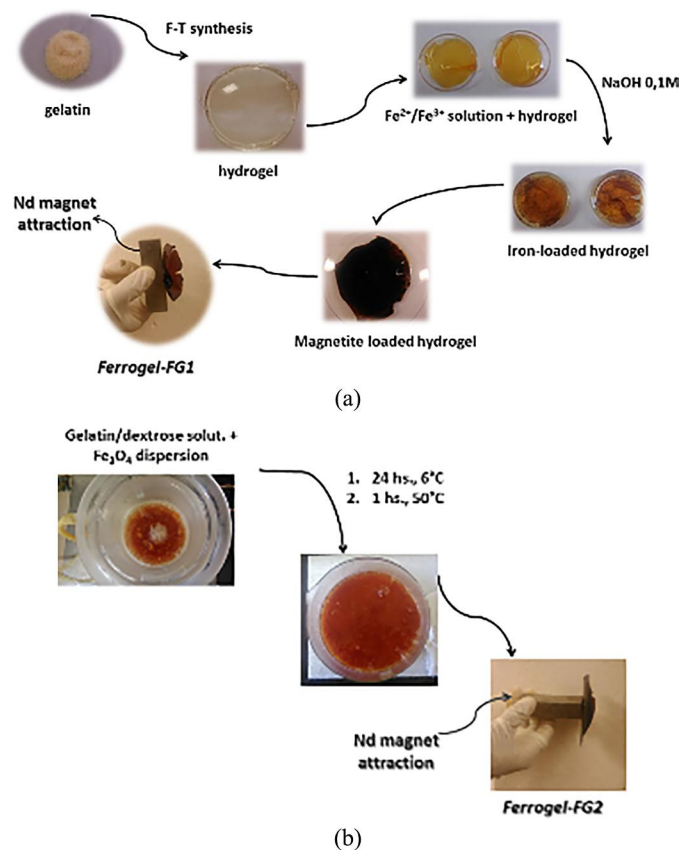 F-T synthesis
gelatin
hydrogel
Fe²⁺/Fe³⁺ solution + hydrogel
NaOH 0,1M
Iron-loaded hydrogel
Magnetite loaded hydrogel
Nd magnet
attraction
Ferrogel-FG1
(a)
Gelatin/dextrose solut. +
Fe₃O₄ dispersion
1. 24 hs., 6°C
2. 1 hs., 50°C
Nd magnet
attraction
Ferrogel-FG2
(b)